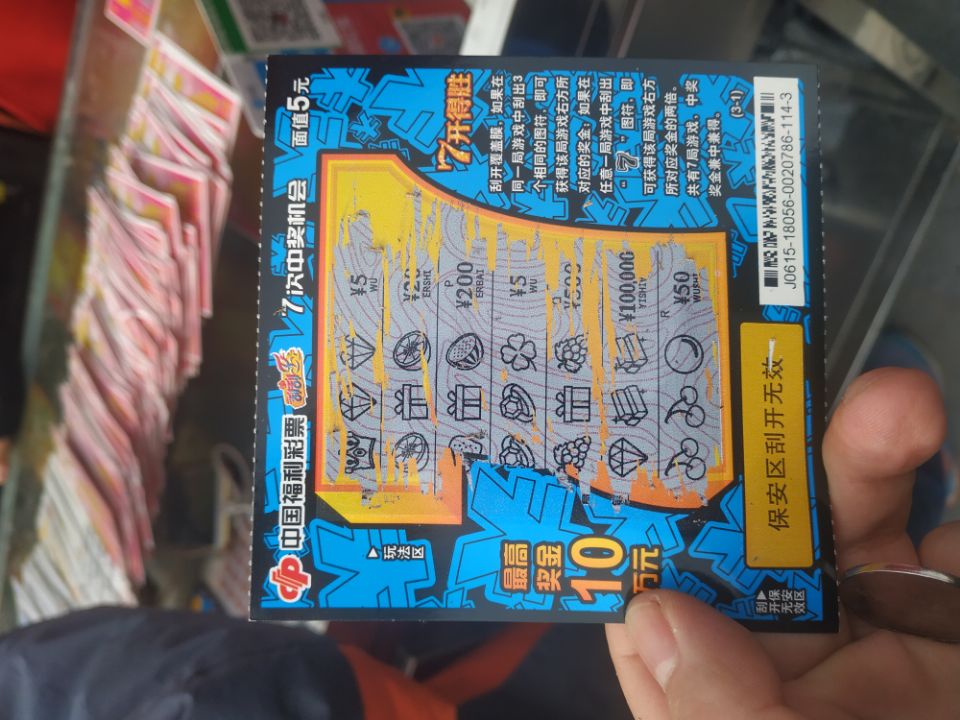 中国福利彩票 刮刮乐 7次中奖机会 面值5元
▶玩法区
¥5
WU
¥20
ERSHI
P
¥200
ERBAI
¥5
WU
¥500
¥100,000
YISHIW
R
¥50
WUSHI
最高
奖金
10
万元
7开得胜
刮开覆盖膜,如果在
同一局游戏中刮出3
个相同的图符,即可
获得该局游戏右方所
对应的奖金;如果在
任意一局游戏中刮出
“7”图符,即
可获得该局游戏右方
所对应奖金的两倍。
共有7局游戏,中奖
奖金兼中兼得。
(3-1)
▶保安区
刮开无效
保安区刮开无效
J0615-18056-0020786-114-3